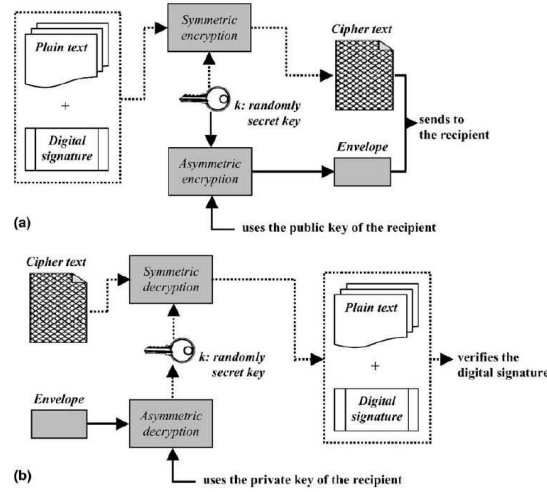 Plain text
+
Digital
signature
Symmetric
encryption
k: randomly
secret key
Asymmetric
encryption
Cipher text
Envelope
sends to
the recipient
uses the public key of the recipient
(a)
Cipher text
Symmetric
decryption
k: randomly
secret key
Envelope
Asymmetric
decryption
Plain text
+
Digital
signature
verifies the
digital signature
uses the private key of the recipient
(b)